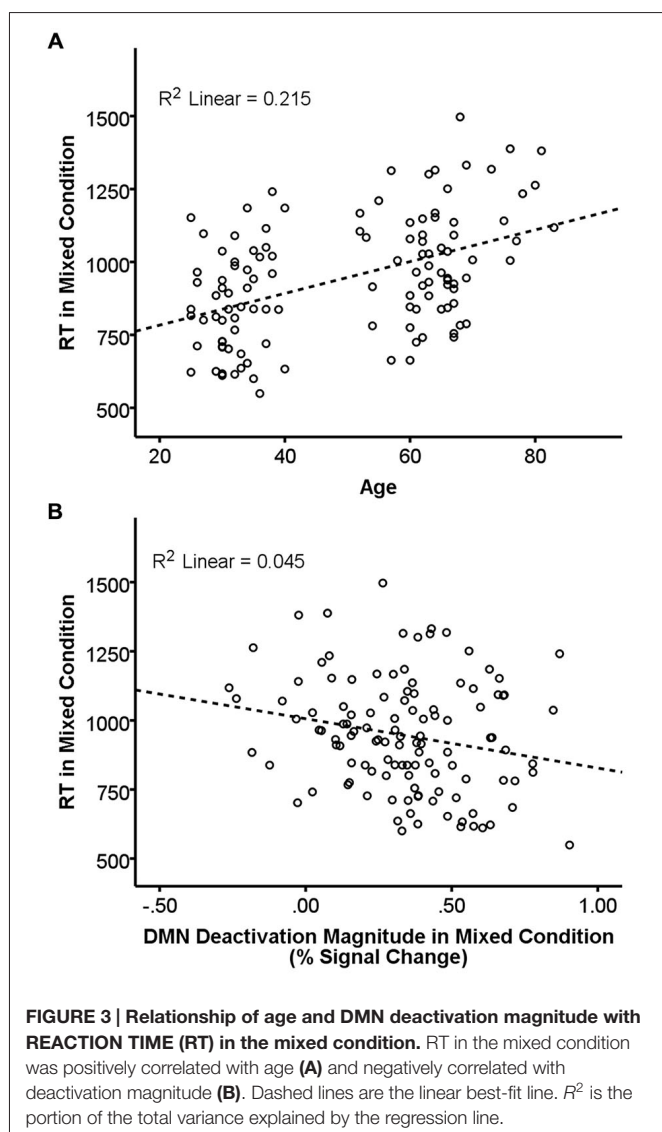 A
R² Linear = 0.215
1500
1250
1000
750
500
RT in Mixed Condition
20 40 60 80
Age
B
R² Linear = 0.045
1500
1250
1000
750
500
RT in Mixed Condition
-.50 .00 .50 1.00
DMN Deactivation Magnitude in Mixed Condition
(% Signal Change)
FIGURE 3 | Relationship of age and DMN deactivation magnitude with
REACTION TIME (RT) in the mixed condition. RT in the mixed condition
was positively correlated with age (A) and negatively correlated with
deactivation magnitude (B). Dashed lines are the linear best-fit line. R² is the
portion of the total variance explained by the regression line.